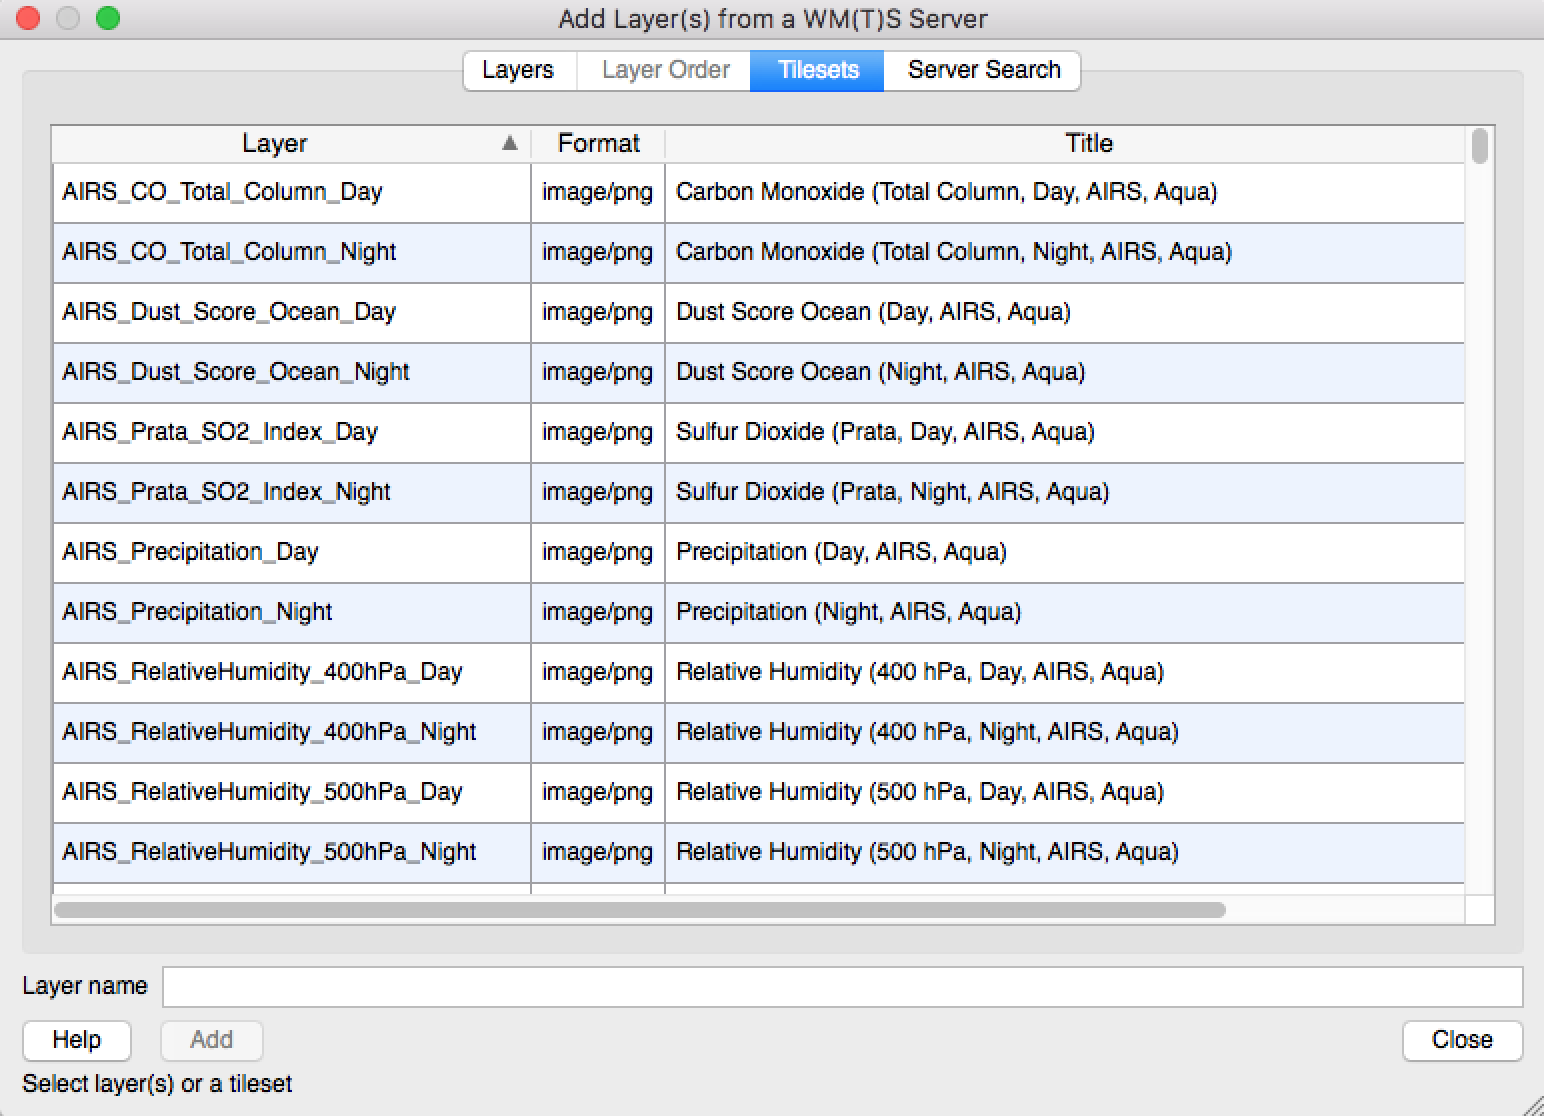 Add Layer(s) from a WM(T)S Server
Layers Layer Order Tilesets Server Search
Layer Format Title
AIRS_CO_Total_Column_Day image/png Carbon Monoxide (Total Column, Day, AIRS, Aqua)
AIRS_CO_Total_Column_Night image/png Carbon Monoxide (Total Column, Night, AIRS, Aqua)
AIRS_Dust_Score_Ocean_Day image/png Dust Score Ocean (Day, AIRS, Aqua)
AIRS_Dust_Score_Ocean_Night image/png Dust Score Ocean (Night, AIRS, Aqua)
AIRS_Prata_SO2_Index_Day image/png Sulfur Dioxide (Prata, Day, AIRS, Aqua)
AIRS_Prata_SO2_Index_Night image/png Sulfur Dioxide (Prata, Night, AIRS, Aqua)
AIRS_Precipitation_Day image/png Precipitation (Day, AIRS, Aqua)
AIRS_Precipitation_Night image/png Precipitation (Night, AIRS, Aqua)
AIRS_RelativeHumidity_400hPa_Day image/png Relative Humidity (400 hPa, Day, AIRS, Aqua)
AIRS_RelativeHumidity_400hPa_Night image/png Relative Humidity (400 hPa, Night, AIRS, Aqua)
AIRS_RelativeHumidity_500hPa_Day image/png Relative Humidity (500 hPa, Day, AIRS, Aqua)
AIRS_RelativeHumidity_500hPa_Night image/png Relative Humidity (500 hPa, Night, AIRS, Aqua)
Layer name
Help Add Close
Select layer(s) or a tileset